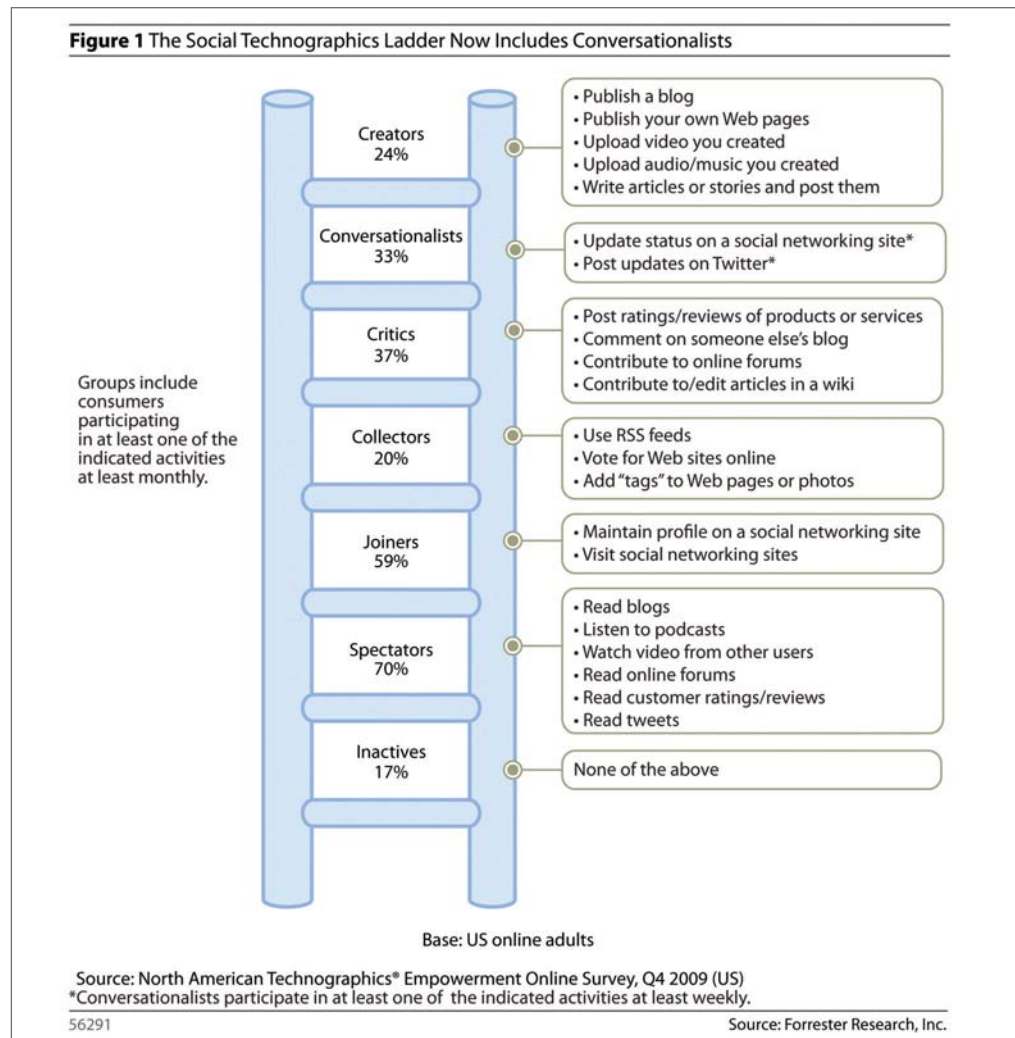 Figure 1 The Social Technographics Ladder Now Includes Conversationalists
Creators
24%
• Publish a blog
• Publish your own Web pages
• Upload video you created
• Upload audio/music you created
• Write articles or stories and post them
Conversationalists
33%
• Update status on a social networking site*
• Post updates on Twitter*
Critics
37%
• Post ratings/reviews of products or services
• Comment on someone else's blog
• Contribute to online forums
• Contribute to/edit articles in a wiki
Groups include
consumers
participating
in at least one of the
indicated activities
at least monthly.
Collectors
20%
• Use RSS feeds
• Vote for Web sites online
• Add "tags" to Web pages or photos
Joiners
59%
• Maintain profile on a social networking site
• Visit social networking sites
Spectators
70%
• Read blogs
• Listen to podcasts
• Watch video from other users
• Read online forums
• Read customer ratings/reviews
• Read tweets
Inactives
17%
None of the above
Base: US online adults
Source: North American Technographics® Empowerment Online Survey, Q4 2009 (US)
*Conversationalists participate in at least one of the indicated activities at least weekly.
56291
Source: Forrester Research, Inc.